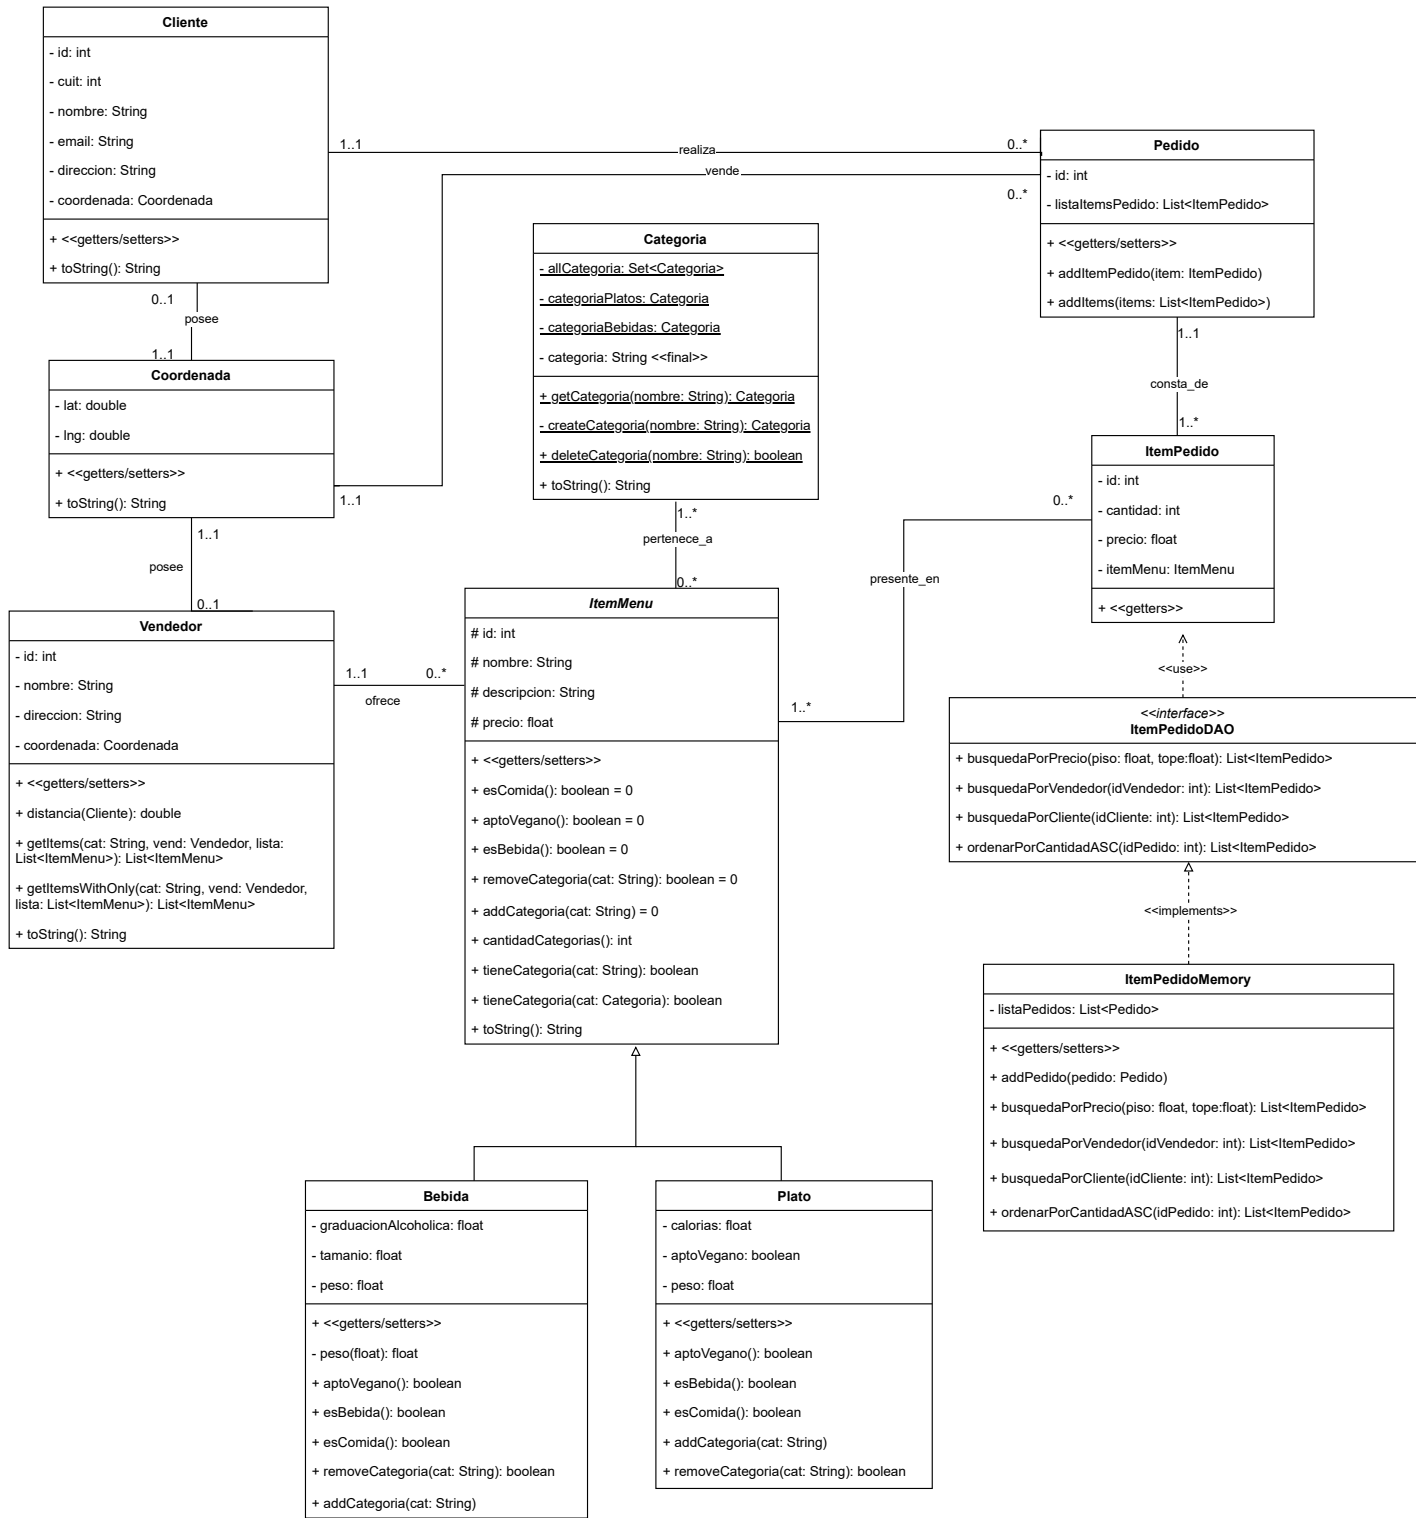 Cliente
- id: int
- cuit: int
- nombre: String
- email: String
- direccion: String
- coordenada: Coordenada
+ <<getters/setters>>
+ toString(): String
1..1
realiza
0..*
vende
0..*
Pedido
- id: int
- listaItemsPedido: List<ItemPedido>
+ <<getters/setters>>
+ addItemPedido(item: ItemPedido)
+ addItems(items: List<ItemPedido>)
Categoria
- allCategoria: Set<Categoria>
- categoriaPlatos: Categoria
- categoriaBebidas: Categoria
- categoria: String <<final>>
+ getCategoria(nombre: String): Categoria
- createCategoria(nombre: String): Categoria
+ deleteCategoria(nombre: String): boolean
+ toString(): String
0..1
posee
1..1
Coordenada
- lat: double
- lng: double
+ <<getters/setters>>
+ toString(): String
1..1
1..1
posee
0..1
1..1
consta_de
1..*
ItemPedido
- id: int
- cantidad: int
- precio: float
- itemMenu: ItemMenu
+ <<getters>>
0..*
presente_en
1..*
1..*
pertenece_a
0..*
Vendedor
- id: int
- nombre: String
- direccion: String
- coordenada: Coordenada
+ <<getters/setters>>
+ distancia(Cliente): double
+ getItems(cat: String, vend: Vendedor, lista:
List<ItemMenu>): List<ItemMenu>
+ getItemsWithOnly(cat: String, vend: Vendedor,
lista: List<ItemMenu>): List<ItemMenu>
+ toString(): String
1..1
0..*
ofrece
ItemMenu
# id: int
# nombre: String
# descripcion: String
# precio: float
+ <<getters/setters>>
+ esComida(): boolean = 0
+ aptoVegano(): boolean = 0
+ esBebida(): boolean = 0
+ removeCategoria(cat: String): boolean = 0
+ addCategoria(cat: String) = 0
+ cantidadCategorias(): int
+ tieneCategoria(cat: String): boolean
+ tieneCategoria(cat: Categoria): boolean
+ toString(): String
<<use>>
<<interface>>
ItemPedidoDAO
+ busquedaPorPrecio(piso: float, tope:float): List<ItemPedido>
+ busquedaPorVendedor(idVendedor: int): List<ItemPedido>
+ busquedaPorCliente(idCliente: int): List<ItemPedido>
+ ordenarPorCantidadASC(idPedido: int): List<ItemPedido>
<<implements>>
ItemPedidoMemory
- listaPedidos: List<Pedido>
+ <<getters/setters>>
+ addPedido(pedido: Pedido)
+ busquedaPorPrecio(piso: float, tope:float): List<ItemPedido>
+ busquedaPorVendedor(idVendedor: int): List<ItemPedido>
+ busquedaPorCliente(idCliente: int): List<ItemPedido>
+ ordenarPorCantidadASC(idPedido: int): List<ItemPedido>
Bebida
- graduacionAlcoholica: float
- tamanio: float
- peso: float
+ <<getters/setters>>
- peso(float): float
+ aptoVegano(): boolean
+ esBebida(): boolean
+ esComida(): boolean
+ removeCategoria(cat: String): boolean
+ addCategoria(cat: String)
Plato
- calorias: float
- aptoVegano: boolean
- peso: float
+ <<getters/setters>>
+ aptoVegano(): boolean
+ esBebida(): boolean
+ esComida(): boolean
+ addCategoria(cat: String)
+ removeCategoria(cat: String): boolean